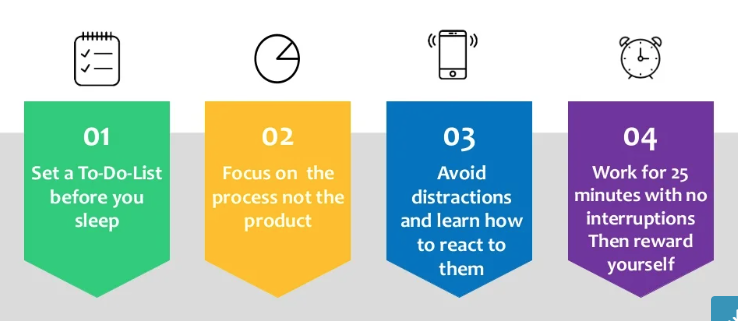 01
Set a To-Do-List
before you
sleep
02
Focus on the
process not the
product
03
Avoid
distractions
and learn how
to react to
them
04
Work for 25
minutes with no
interruptions
Then reward
yourself